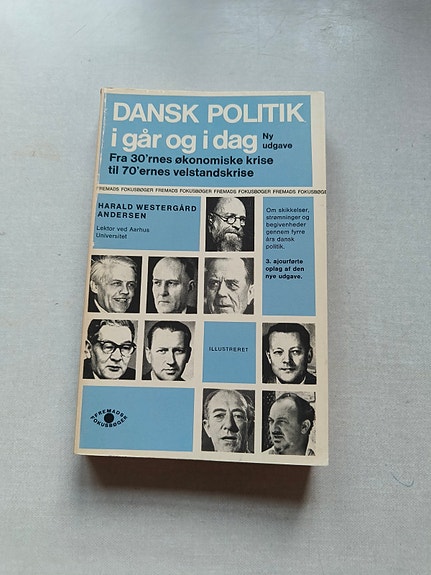 DANSK POLITIK
i går og i dag Ny
udgave
Fra 30'rnes økonomiske krise
til 70'ernes velstandskrise
FREMADS FOKUSBØGER FREMADS FOKUSBØGER FREMADS FOKUSBØGER FREMADS FOKUSBØGER
HARALD WESTERGÅRD
ANDERSEN
Lektor ved Aarhus
Universitet
Om skikkelser,
strømninger og
begivenheder
gennem fyrre
års dansk
politik.
3. ajourførte
oplag af den
nye udgave.
ILLUSTRERET
FREMADS
FOKUSBØGER